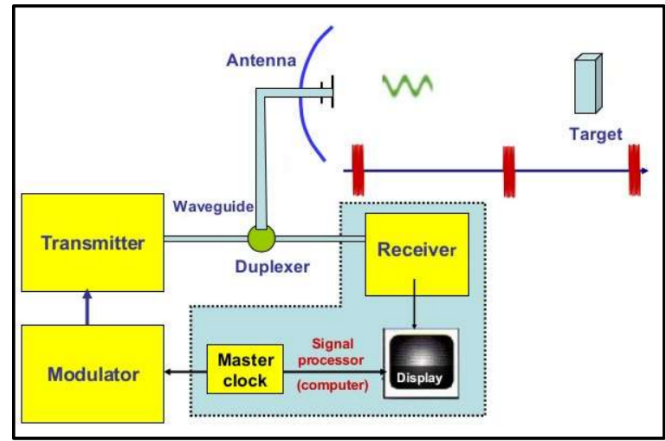 Antenna
Target
Waveguide
Transmitter
Duplexer
Receiver
Modulator
Master
clock
Signal
processor
(computer)
Display